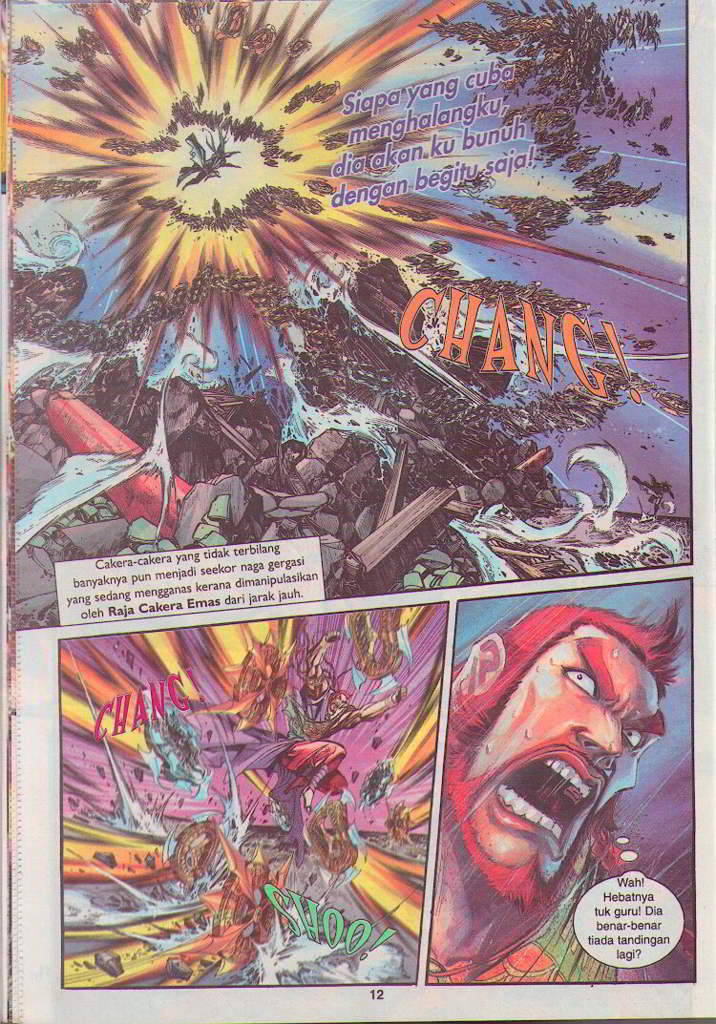 Siapa yang cuba
menghalangku,
dia akan ku bunuh
dengan begitu saja!
CHANG!
Cakera-cakera yang tidak terbilang
banyaknya pun menjadi seekor naga gergasi
yang sedang mengganas kerana dimanipulasikan
oleh Raja Cakera Emas dari jarak jauh.
CHANG!
SHOO!
Wah!
Hebatnya
tuk guru! Dia
benar-benar
tiada tandingan
lagi?
12